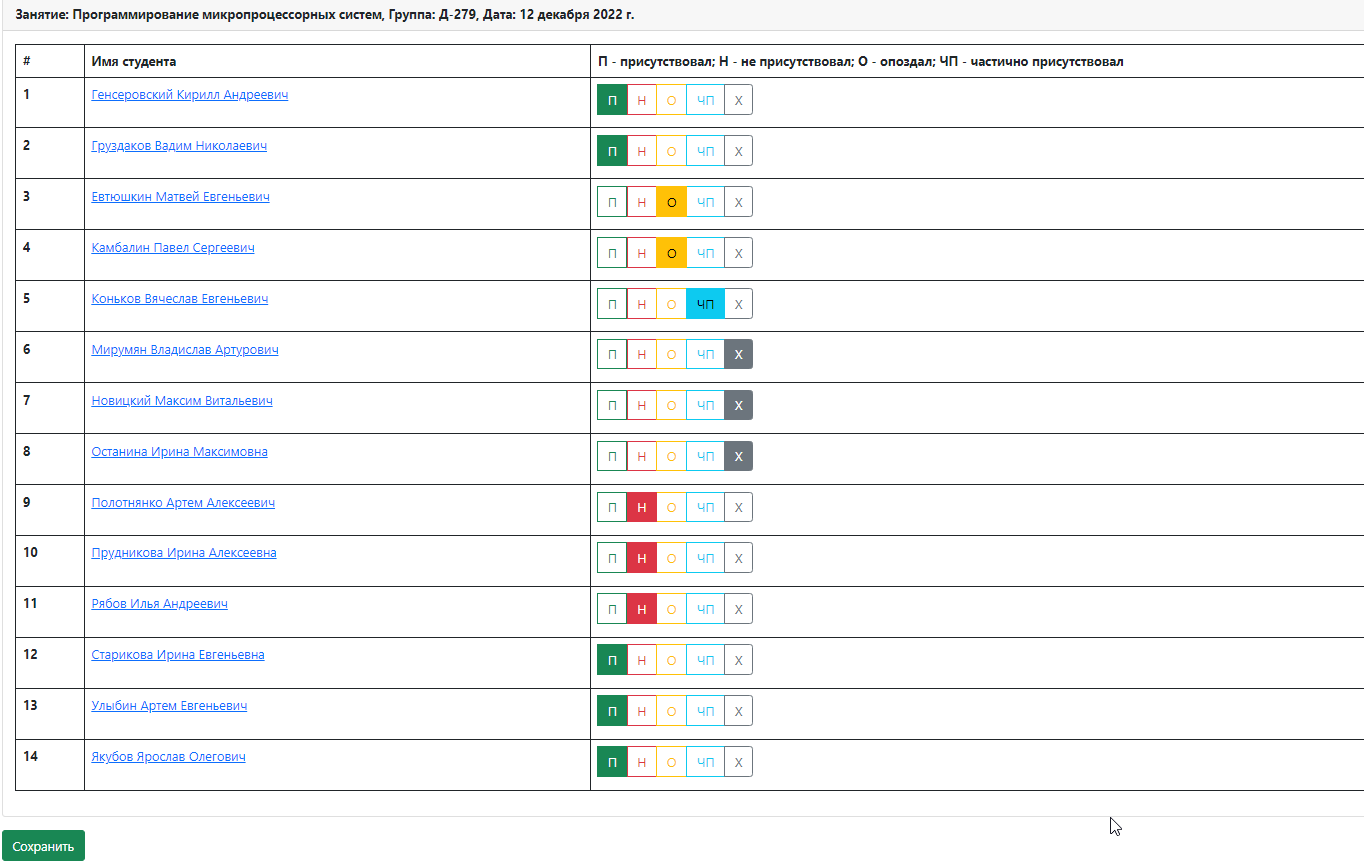 Занятие: Программирование микропроцессорных систем, Группа: Д-279, Дата: 12 декабря 2022 г.
# Имя студента П - присутствовал; Н - не присутствовал; О - опоздал; ЧП - частично присутствовал
1 Генсеровский Кирилл Андреевич П Н О ЧП Х
2 Груздаков Вадим Николаевич П Н О ЧП Х
3 Евтюшкин Матвей Евгеньевич П Н О ЧП Х
4 Камбалин Павел Сергеевич П Н О ЧП Х
5 Коньков Вячеслав Евгеньевич П Н О ЧП Х
6 Мирумян Владислав Артурович П Н О ЧП Х
7 Новицкий Максим Витальевич П Н О ЧП Х
8 Останина Ирина Максимовна П Н О ЧП Х
9 Полотнянко Артем Алексеевич П Н О ЧП Х
10 Прудникова Ирина Алексеевна П Н О ЧП Х
11 Рябов Илья Андреевич П Н О ЧП Х
12 Старикова Ирина Евгеньевна П Н О ЧП Х
13 Улыбин Артем Евгеньевич П Н О ЧП Х
14 Якубов Ярослав Олегович П Н О ЧП Х
Сохранить